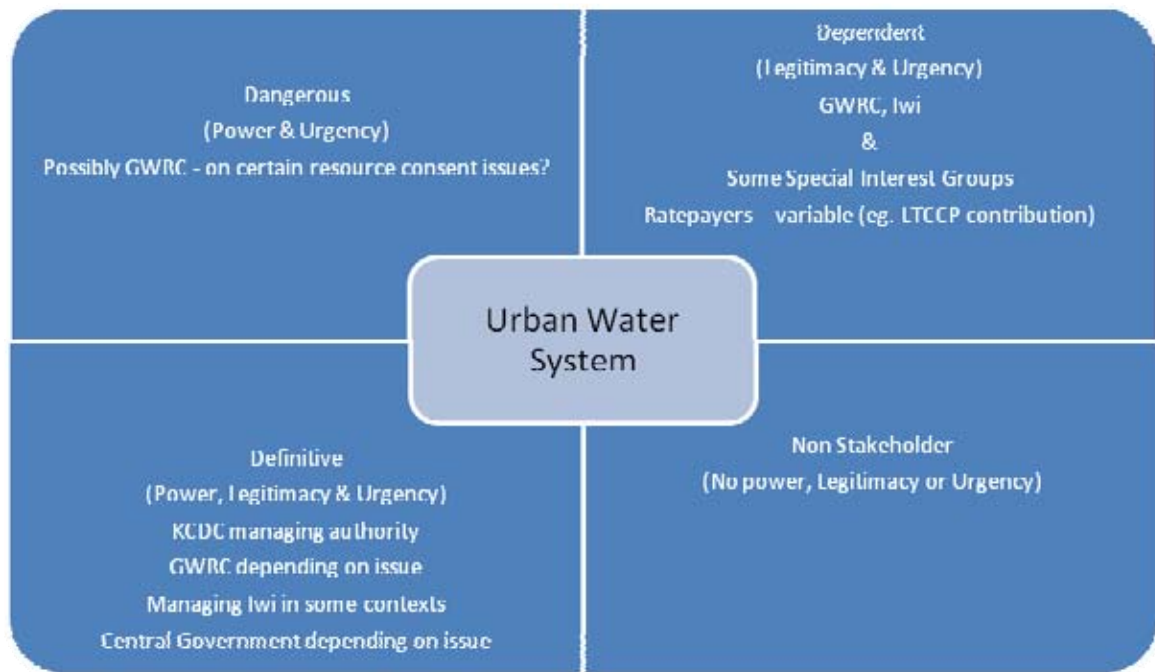 Dangerous
(Power & Urgency)
Possibly GWRC - on certain resource consent issues?
Dependent
(Legitimacy & Urgency)
GWRC, Iwi
&
Some Special Interest Groups
Ratepayers   variable (eg. LTCCP contribution)
Urban Water
System
Definitive
(Power, Legitimacy & Urgency)
KCDC managing authority
GWRC depending on issue
Managing Iwi in some contexts
Central Government depending on issue
Non Stakeholder
(No power, Legitimacy or Urgency)